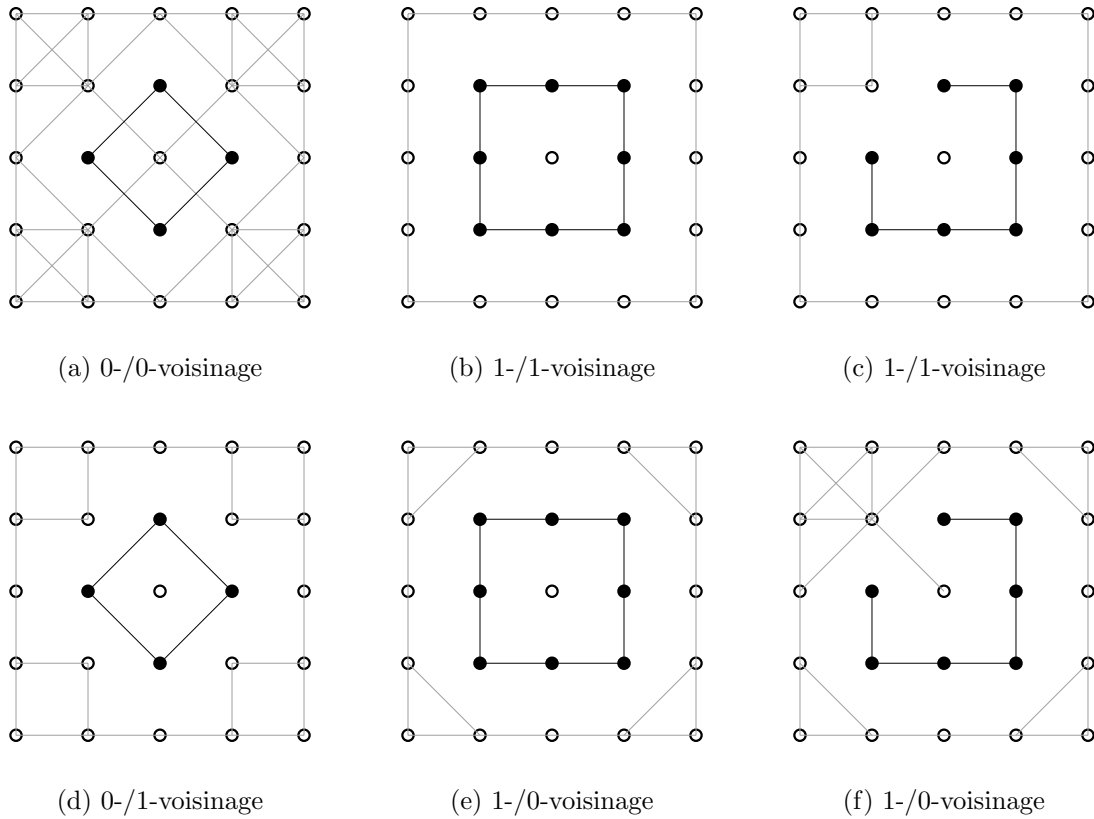 (a) 0-/0-voisinage
(b) 1-/1-voisinage
(c) 1-/1-voisinage
(d) 0-/1-voisinage
(e) 1-/0-voisinage
(f) 1-/0-voisinage